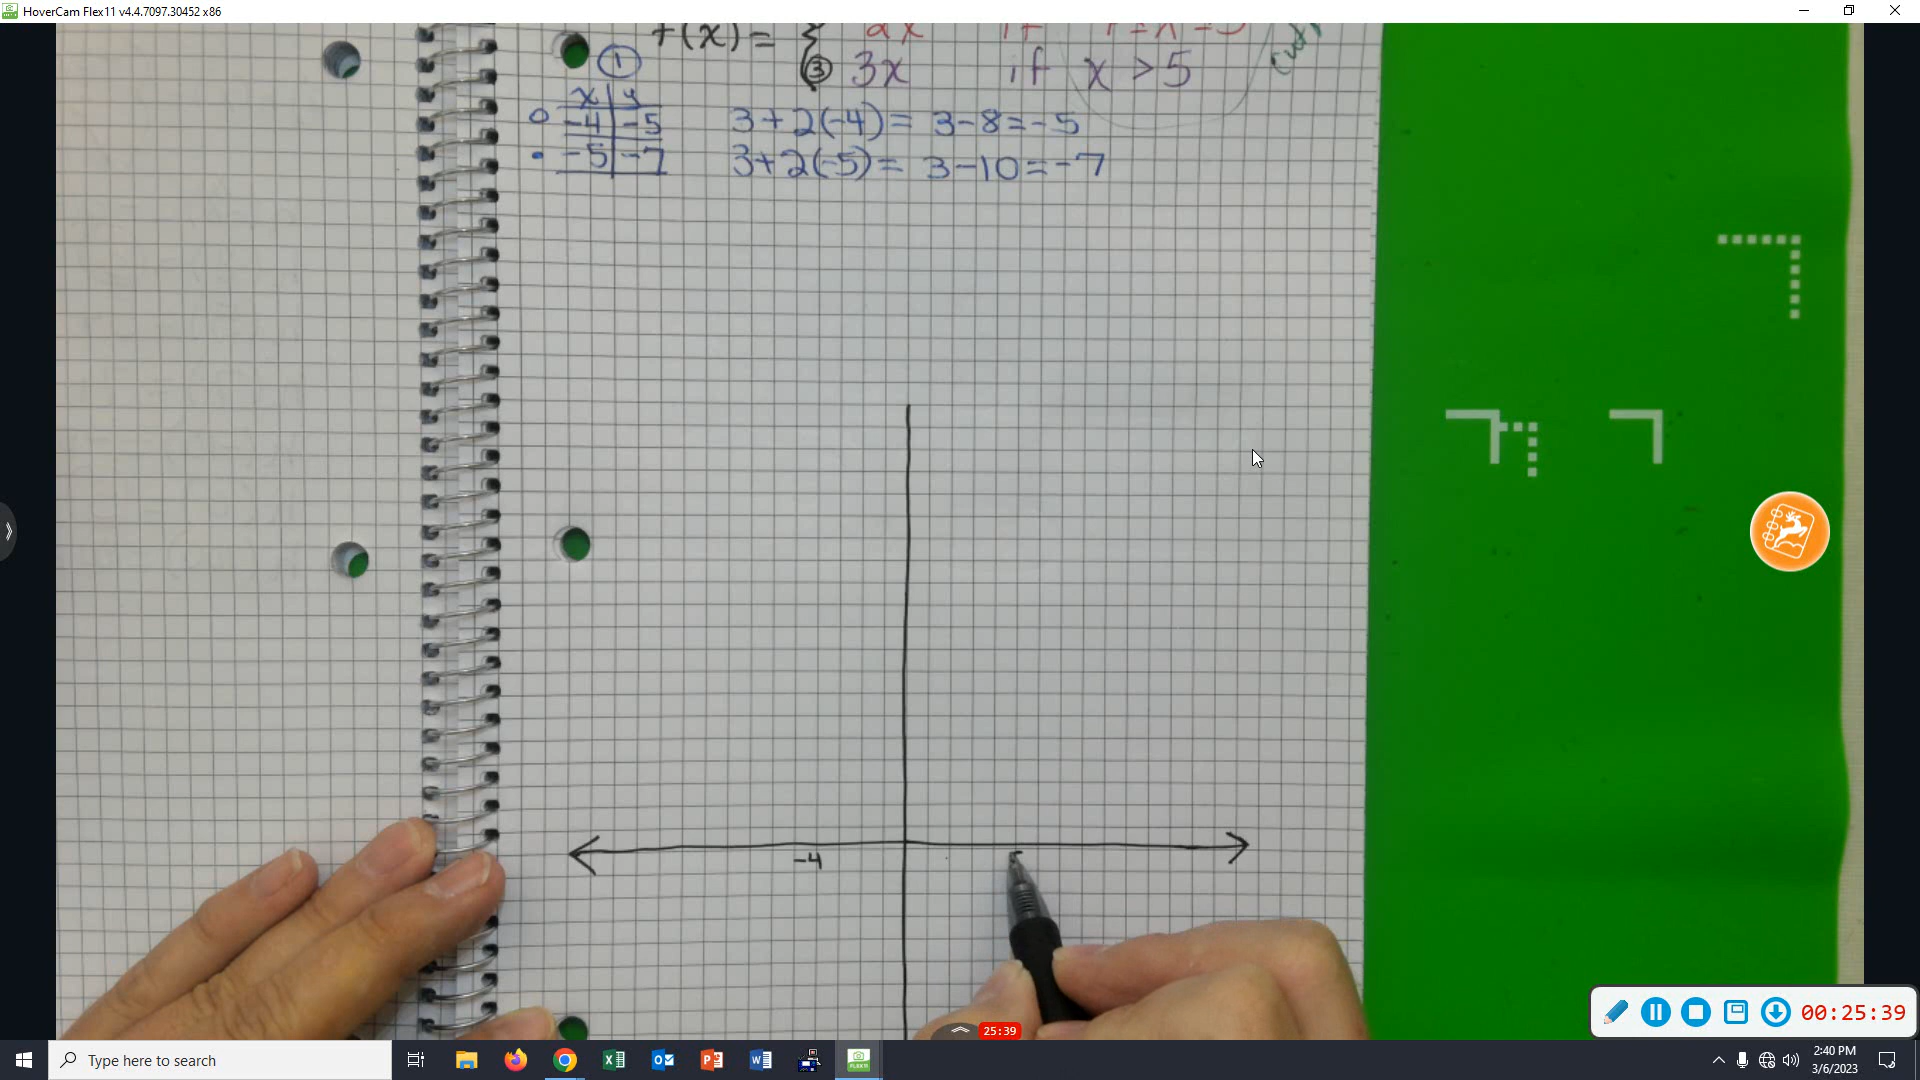 HoverCam Flex11 v4.4.7097.30452 x86
f(x) = { 2x if
③ 3x if x > 5
①
x | y
-4 | -5 3 + 2(-4) = 3 - 8 = -5
-5 | -7 3 + 2(-5) = 3 - 10 = -7
-4
25:39
00:25:39
Type here to search
2:40 PM
3/6/2023